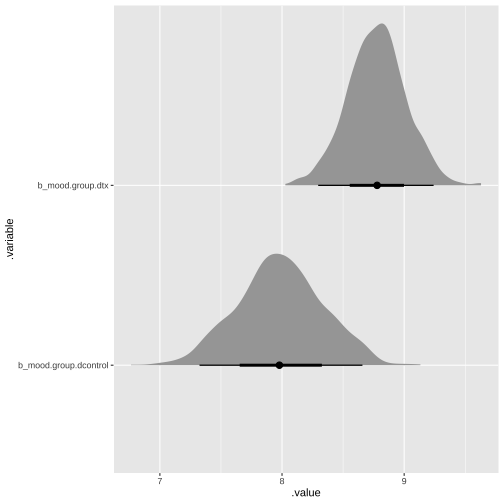 b_mood.group.dtx
.variable
b_mood.group.dcontrol
7 8 9
.value